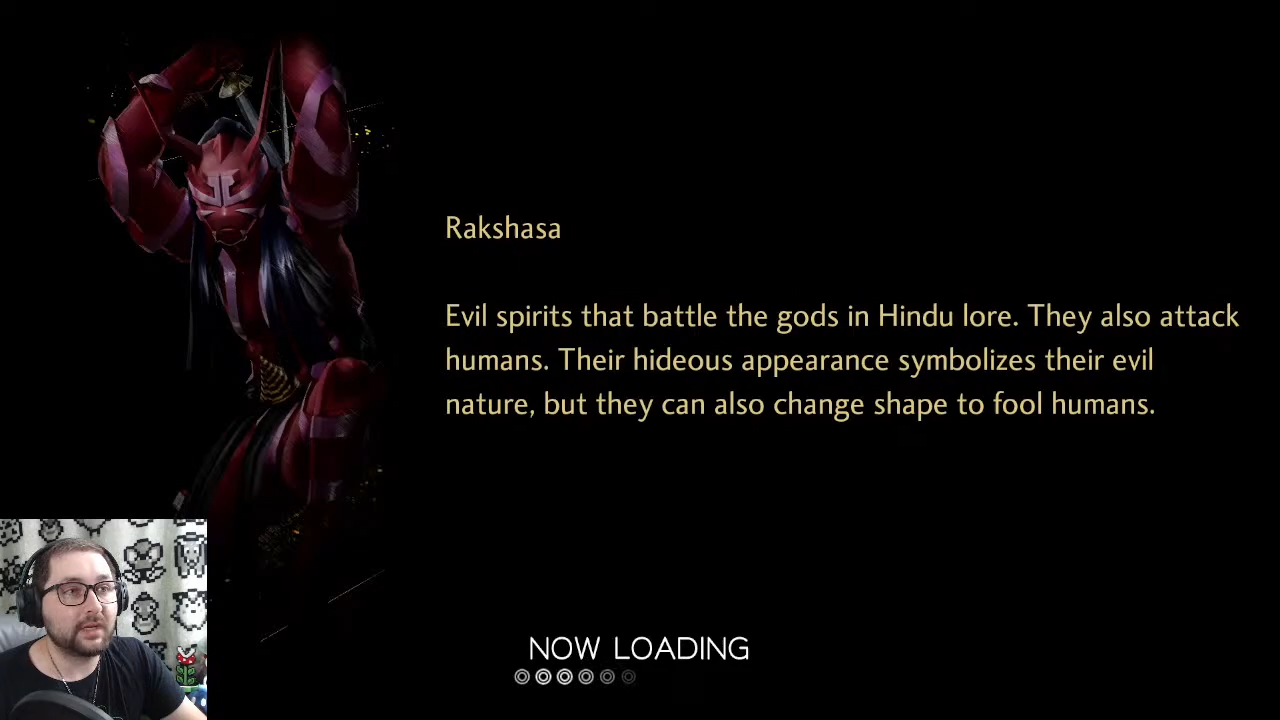 Rakshasa
Evil spirits that battle the gods in Hindu lore. They also attack
humans. Their hideous appearance symbolizes their evil
nature, but they can also change shape to fool humans.
NOW LOADING